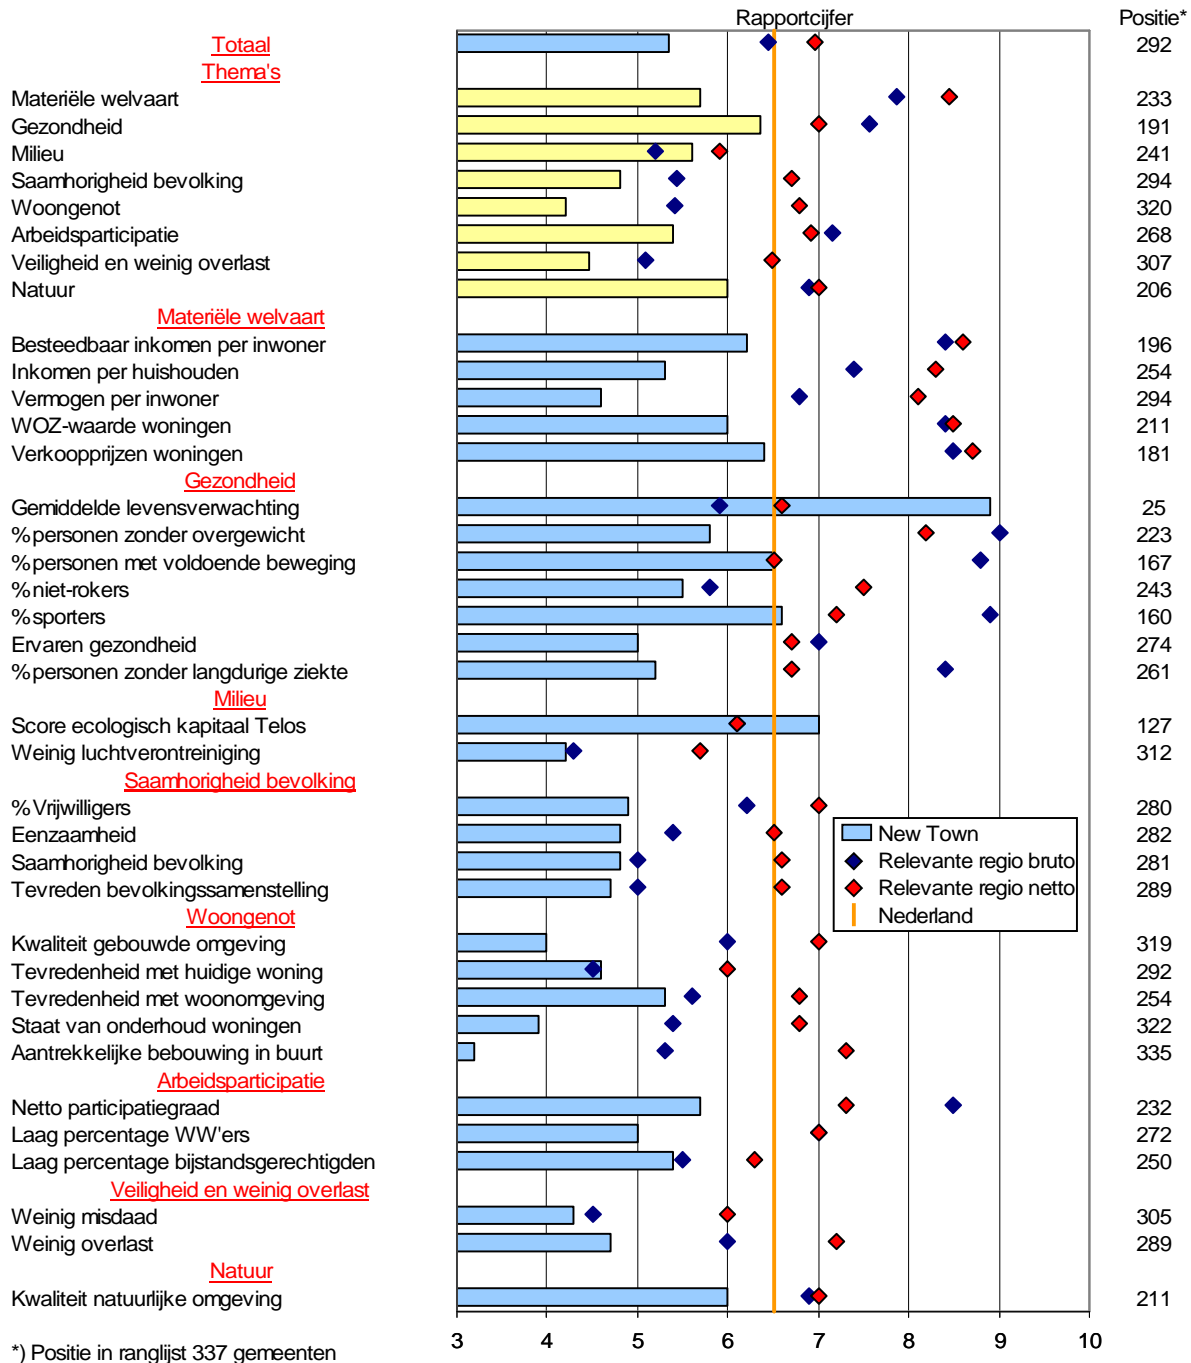 Rapportcijfer Positie*
Totaal 292
Thema's
Materiële welvaart 233
Gezondheid 191
Milieu 241
Saamhorigheid bevolking 294
Woongenot 320
Arbeidsparticipatie 268
Veiligheid en weinig overlast 307
Natuur 206
Materiële welvaart
Besteedbaar inkomen per inwoner 196
Inkomen per huishouden 254
Vermogen per inwoner 294
WOZ-waarde woningen 211
Verkoopprijzen woningen 181
Gezondheid
Gemiddelde levensverwachting 25
%personen zonder overgewicht 223
%personen met voldoende beweging 167
%niet-rokers 243
%sporters 160
Ervaren gezondheid 274
%personen zonder langdurige ziekte 261
Milieu
Score ecologisch kapitaal Telos 127
Weinig luchtverontreiniging 312
Saamhorigheid bevolking
%Vrijwilligers 280
Eenzaamheid 282
Saamhorigheid bevolking 281
Tevreden bevolkingssamenstelling 289
New Town
Relevante regio bruto
Relevante regio netto
Nederland
Woongenot
Kwaliteit gebouwde omgeving 319
Tevredenheid met huidige woning 292
Tevredenheid met woonomgeving 254
Staat van onderhoud woningen 322
Aantrekkelijke bebouwing in buurt 335
Arbeidsparticipatie
Netto participatiegraad 232
Laag percentage WW'ers 272
Laag percentage bijstandsgerechtigden 250
Veiligheid en weinig overlast
Weinig misdaad 305
Weinig overlast 289
Natuur
Kwaliteit natuurlijke omgeving 211
3 4 5 6 7 8 9 10
*) Positie in ranglijst 337 gemeenten